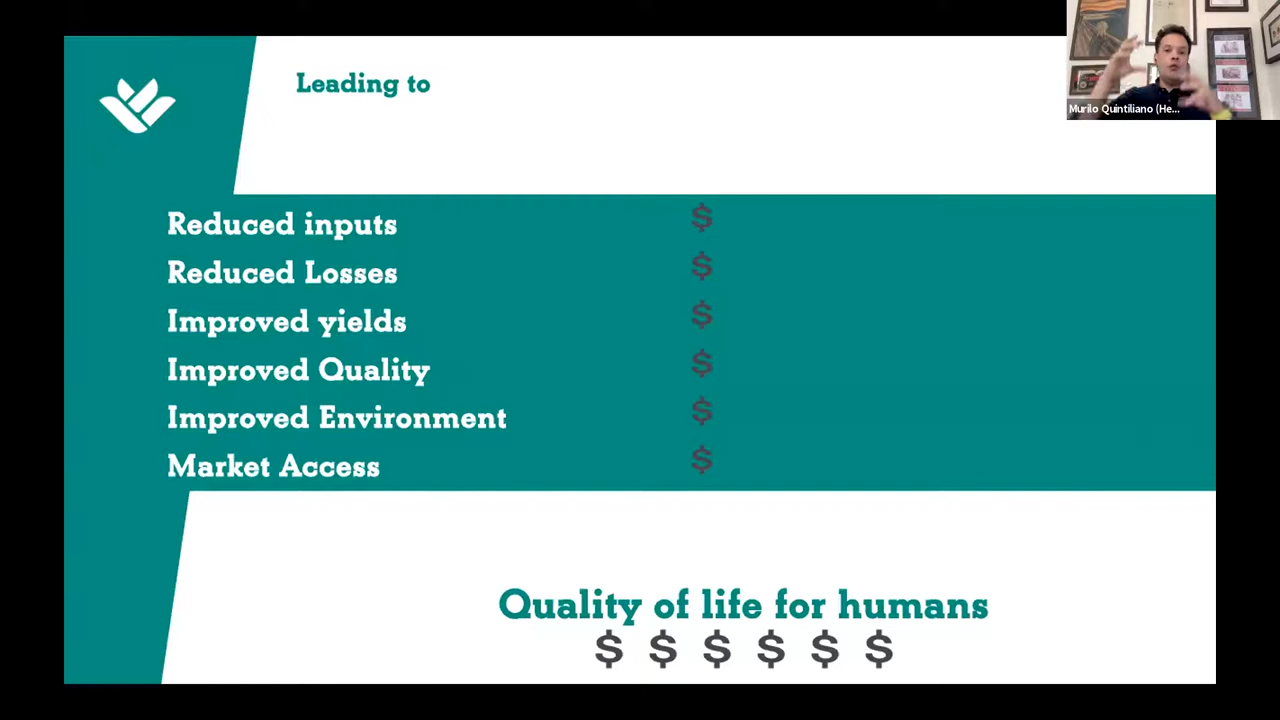 Leading to
Murilo Quintiliano (He...
Reduced inputs $
Reduced Losses $
Improved yields $
Improved Quality $
Improved Environment $
Market Access $
Quality of life for humans
$ $ $ $ $ $